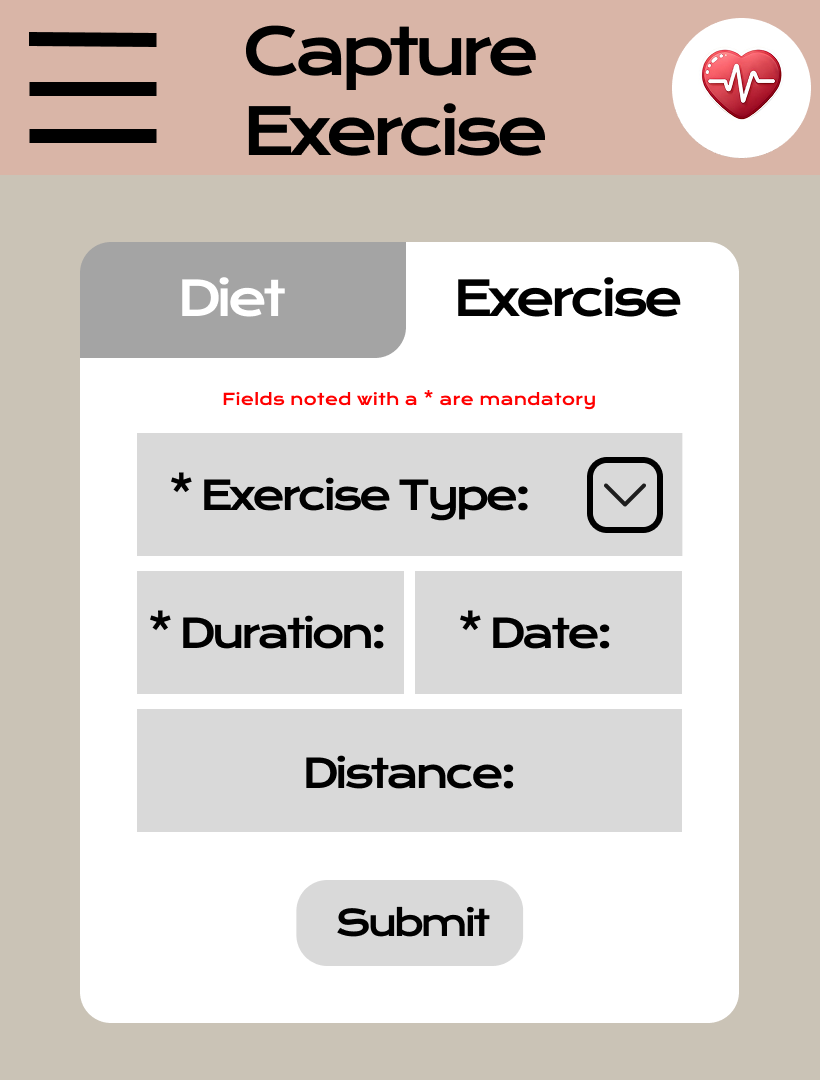 Capture
Exercise
Diet
Exercise
Fields noted with a * are mandatory
* Exercise Type:
* Duration:
* Date:
Distance:
Submit